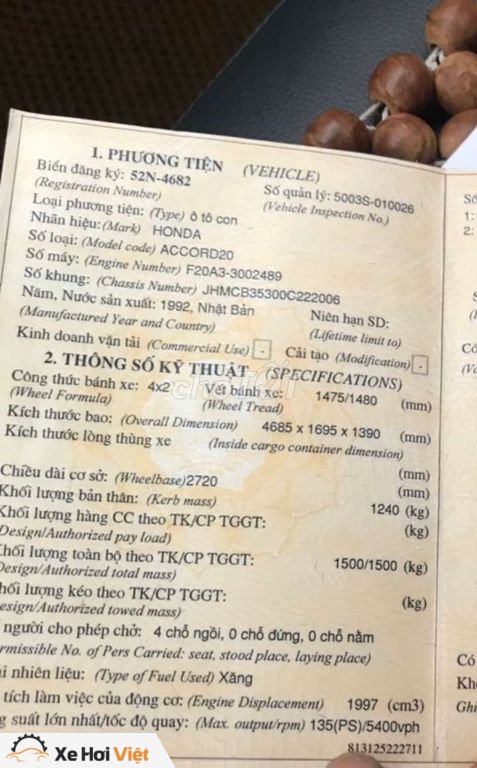 1. PHƯƠNG TIỆN (VEHICLE)
Biển đăng ký: 52N-4682 Số quản lý: 5003S-010026
(Registration Number) (Vehicle Inspection No.)
Loại phương tiện: (Type) ô tô con
Nhãn hiệu: (Mark) HONDA
Số loại: (Model code) ACCORD20
Số máy: (Engine Number) F20A3-3002489
Số khung: (Chassis Number) JHMCB35300C222006
Năm, Nước sản xuất: 1992, Nhật Bản Niên hạn SD:
(Manufactured Year and Country) (Lifetime limit to)
Kinh doanh vận tải (Commercial Use) - Cải tạo (Modification) -
2. THÔNG SỐ KỸ THUẬT (SPECIFICATIONS)
Công thức bánh xe: 4x2 Vết bánh xe: 1475/1480 (mm)
(Wheel Formula) (Wheel Tread)
Kích thước bao: (Overall Dimension) 4685 x 1695 x 1390 (mm)
Kích thước lòng thùng xe (Inside cargo container dimension)
(mm)
Chiều dài cơ sở: (Wheelbase)2720 (mm)
Khối lượng bản thân: (Kerb mass) 1240 (kg)
Khối lượng hàng CC theo TK/CP TGGT: (kg)
Design/Authorized pay load)
Khối lượng toàn bộ theo TK/CP TGGT: 1500/1500 (kg)
Design/Authorized total mass)
hối lượng kéo theo TK/CP TGGT: (kg)
esign/Authorized towed mass)
người cho phép chở: 4 chỗ ngồi, 0 chỗ đứng, 0 chỗ nằm
rmissible No. of Pers Carried: seat, stood place, laying place)
i nhiên liệu: (Type of Fuel Used) Xăng
tích làm việc của động cơ: (Engine Displacement) 1997 (cm3)
g suất lớn nhất/tốc độ quay: (Max. output/rpm) 135(PS)/5400vph
813125222711
Số
1:
2:
Có
Khô
Ghi
Xe Hơi Việt